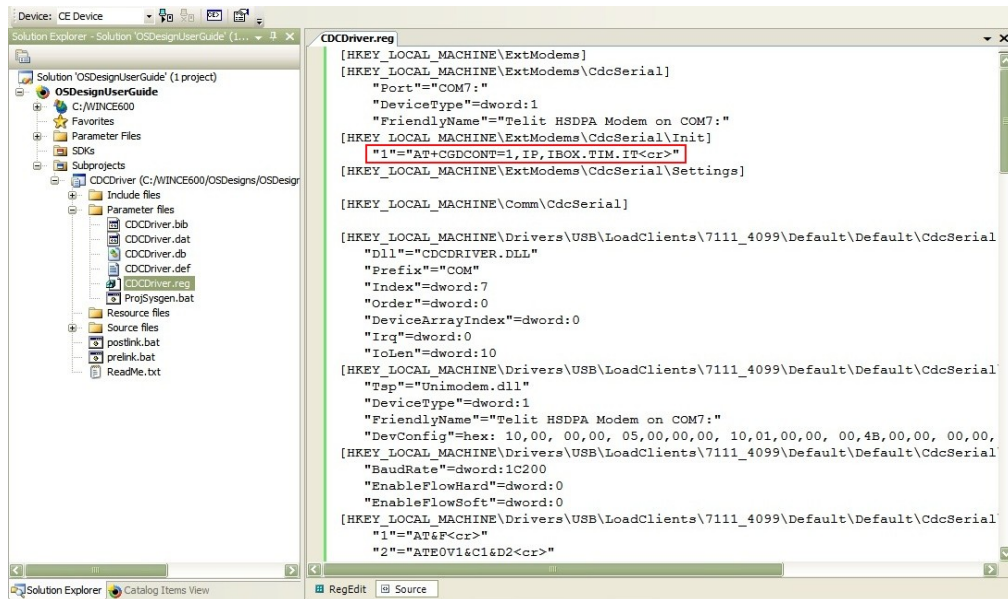 Device: CE Device
Solution Explorer - Solution 'OSDesignUserGuide' (1...
Solution 'OSDesignUserGuide' (1 project)
OSDesignUserGuide
C:/WINCE600
Favorites
Parameter Files
SDKs
Subprojects
CDCDriver (C:/WINCE600/OSDesigns/OSDesigr
Include files
Parameter files
CDCDriver.bib
CDCDriver.dat
CDCDriver.db
CDCDriver.def
CDCDriver.reg
ProjSysgen.bat
Resource files
Source files
postlink.bat
prelink.bat
ReadMe.txt
Solution Explorer Catalog Items View
CDCDriver.reg
[HKEY_LOCAL_MACHINE\ExtModems]
[HKEY_LOCAL_MACHINE\ExtModems\CdcSerial]
"Port"="COM7:"
"DeviceType"=dword:1
"FriendlyName"="Telit HSDPA Modem on COM7:"
[HKEY_LOCAL_MACHINE\ExtModems\CdcSerial\Init]
"1"="AT+CGDCONT=1,IP,IBOX.TIM.IT<cr>"
[HKEY_LOCAL_MACHINE\ExtModems\CdcSerial\Settings]
[HKEY_LOCAL_MACHINE\Comm\CdcSerial]
[HKEY_LOCAL_MACHINE\Drivers\USB\LoadClients\7111_4099\Default\Default\CdcSerial
"Dll"="CDCDRIVER.DLL"
"Prefix"="COM"
"Index"=dword:7
"Order"=dword:0
"DeviceArrayIndex"=dword:0
"Irq"=dword:0
"IoLen"=dword:10
[HKEY_LOCAL_MACHINE\Drivers\USB\LoadClients\7111_4099\Default\Default\CdcSerial
"Tsp"="Unimodem.dll"
"DeviceType"=dword:1
"FriendlyName"="Telit HSDPA Modem on COM7:"
"DevConfig"=hex: 10,00, 00,00, 05,00,00,00, 10,01,00,00, 00,4B,00,00, 00,00,
[HKEY_LOCAL_MACHINE\Drivers\USB\LoadClients\7111_4099\Default\Default\CdcSerial
"BaudRate"=dword:1C200
"EnableFlowHard"=dword:0
"EnableFlowSoft"=dword:0
[HKEY_LOCAL_MACHINE\Drivers\USB\LoadClients\7111_4099\Default\Default\CdcSerial
"1"="AT&F<cr>"
"2"="ATE0V1&C1&D2<cr>"
RegEdit Source